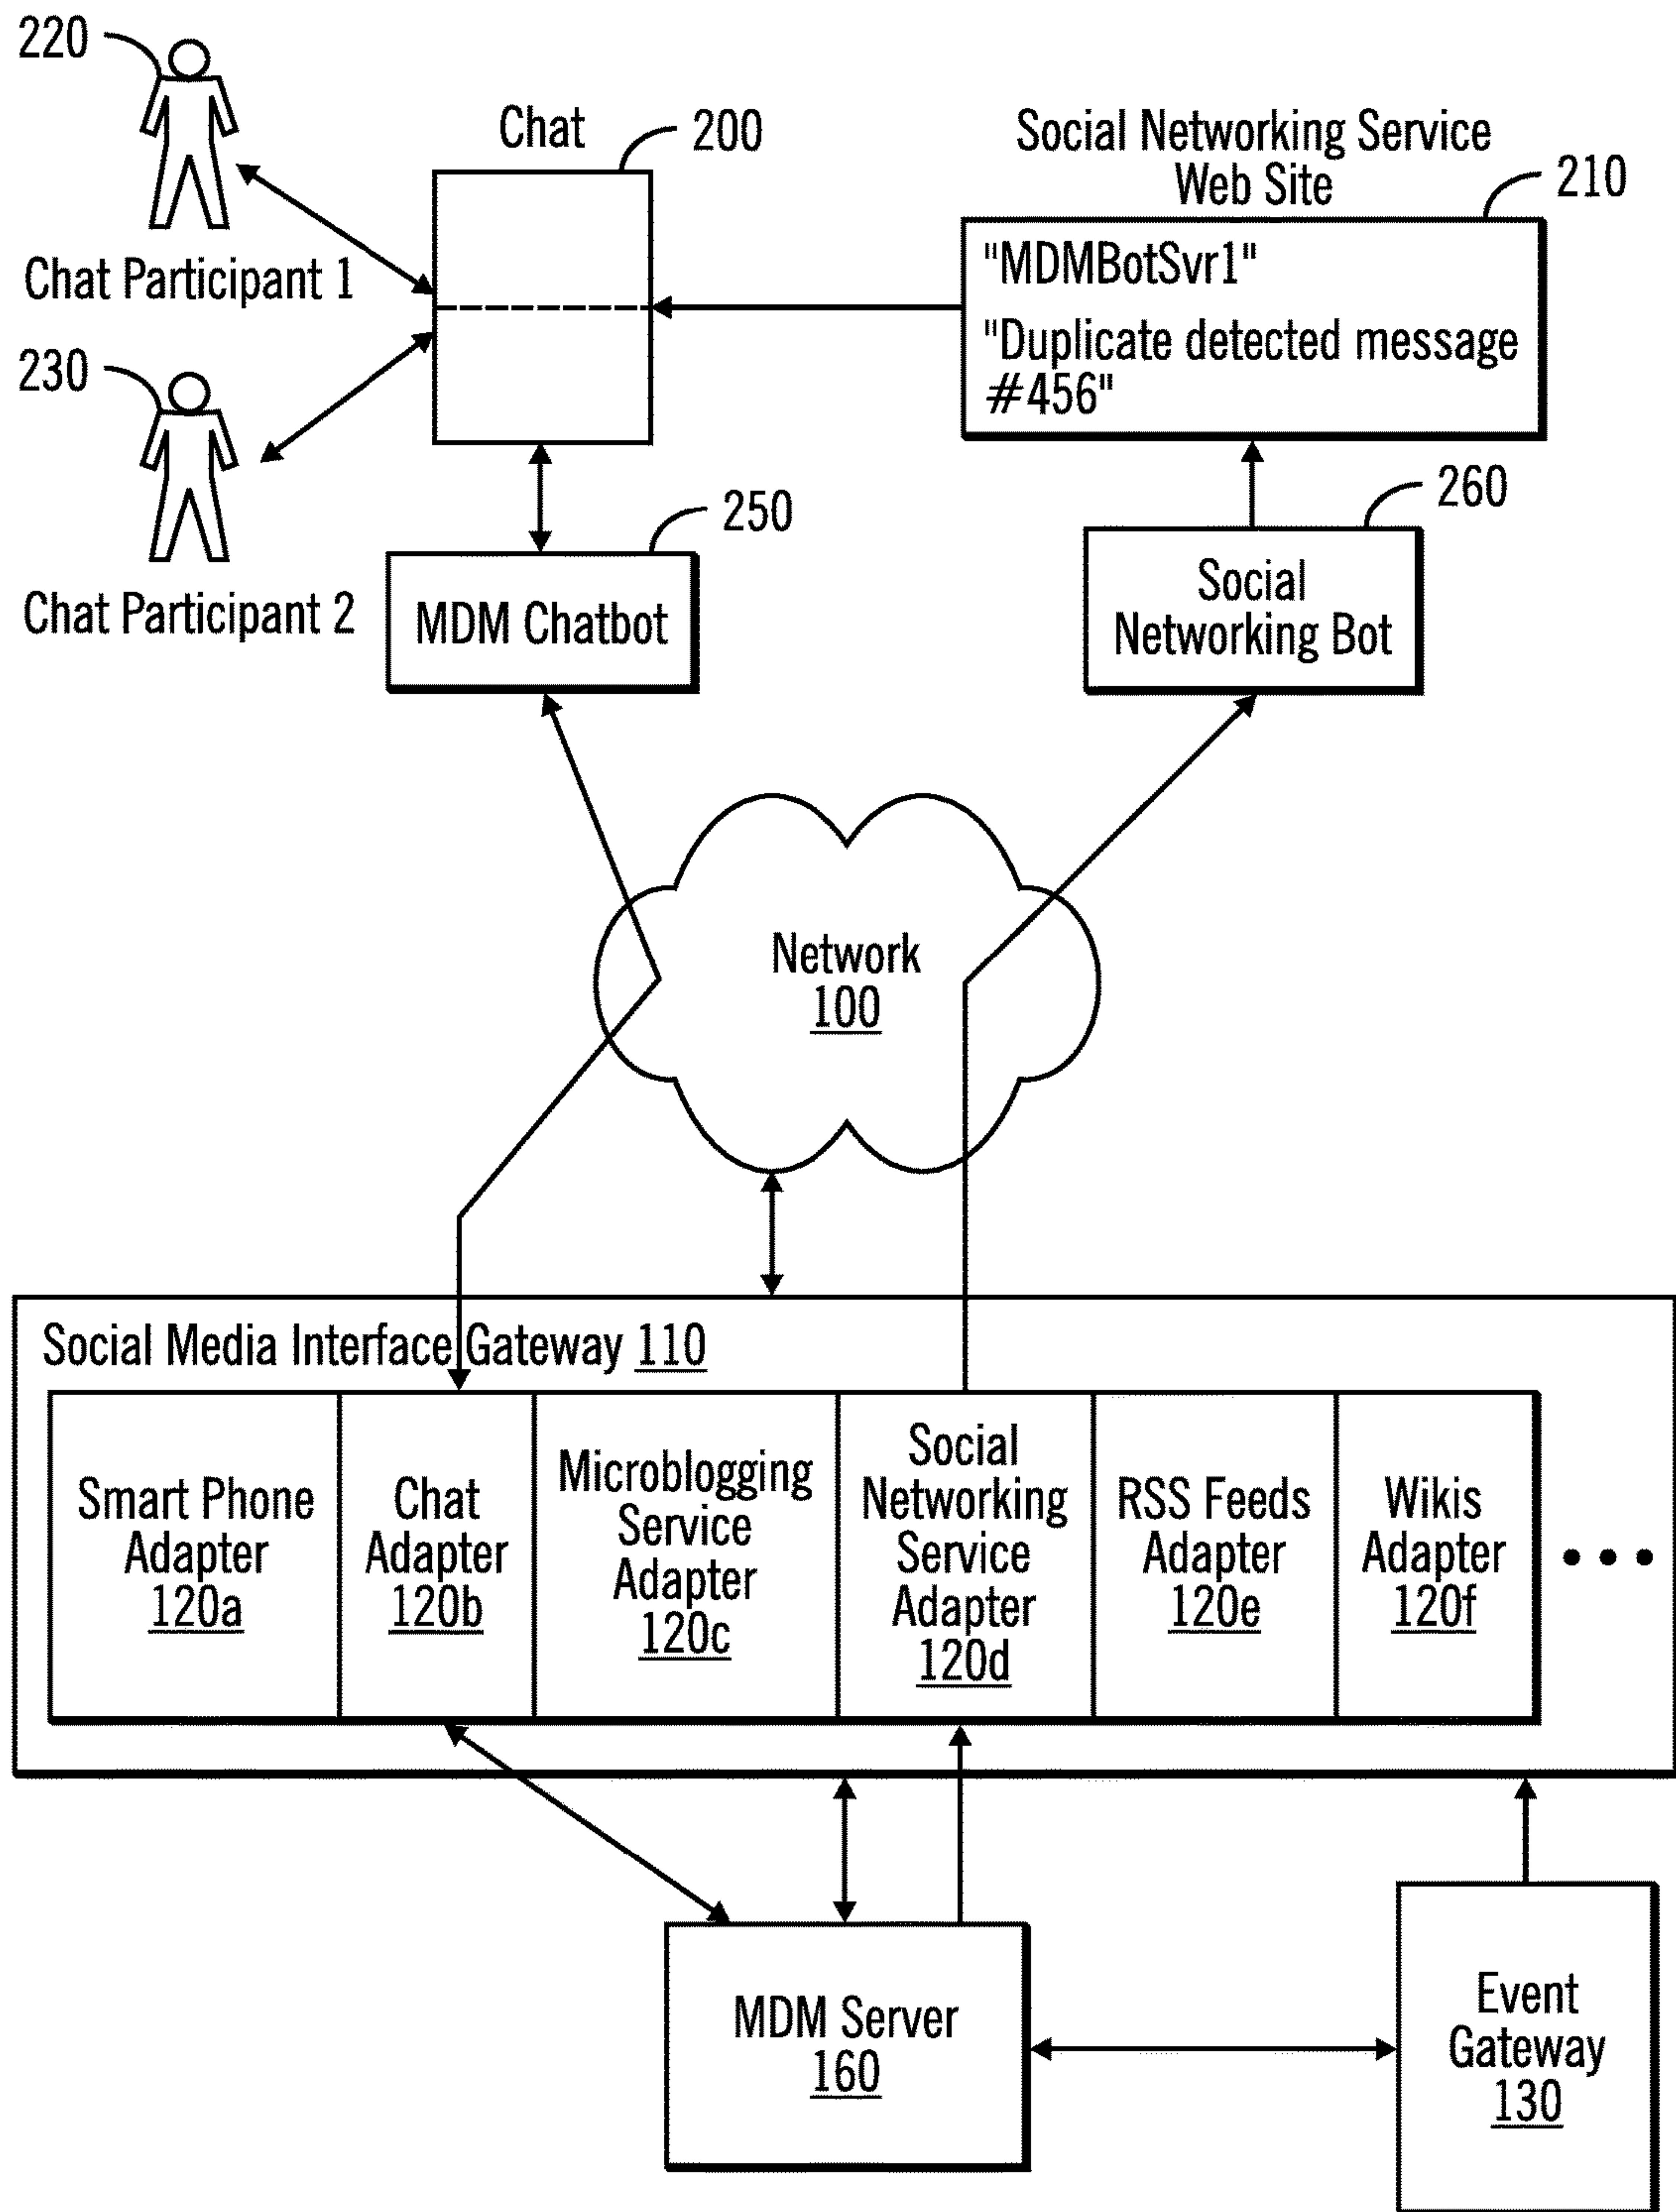 220
Chat Participant 1
230
Chat Participant 2
Chat
200
Social Networking Service
Web Site
210
"MDMBotSvr1"
"Duplicate detected message
#456"
250
MDM Chatbot
260
Social
Networking Bot
Network
100
Social Media Interface Gateway 110
Smart Phone
Adapter
120a
Chat
Adapter
120b
Microblogging
Service
Adapter
120c
Social
Networking
Service
Adapter
120d
RSS Feeds
Adapter
120e
Wikis
Adapter
120f
MDM Server
160
Event
Gateway
130